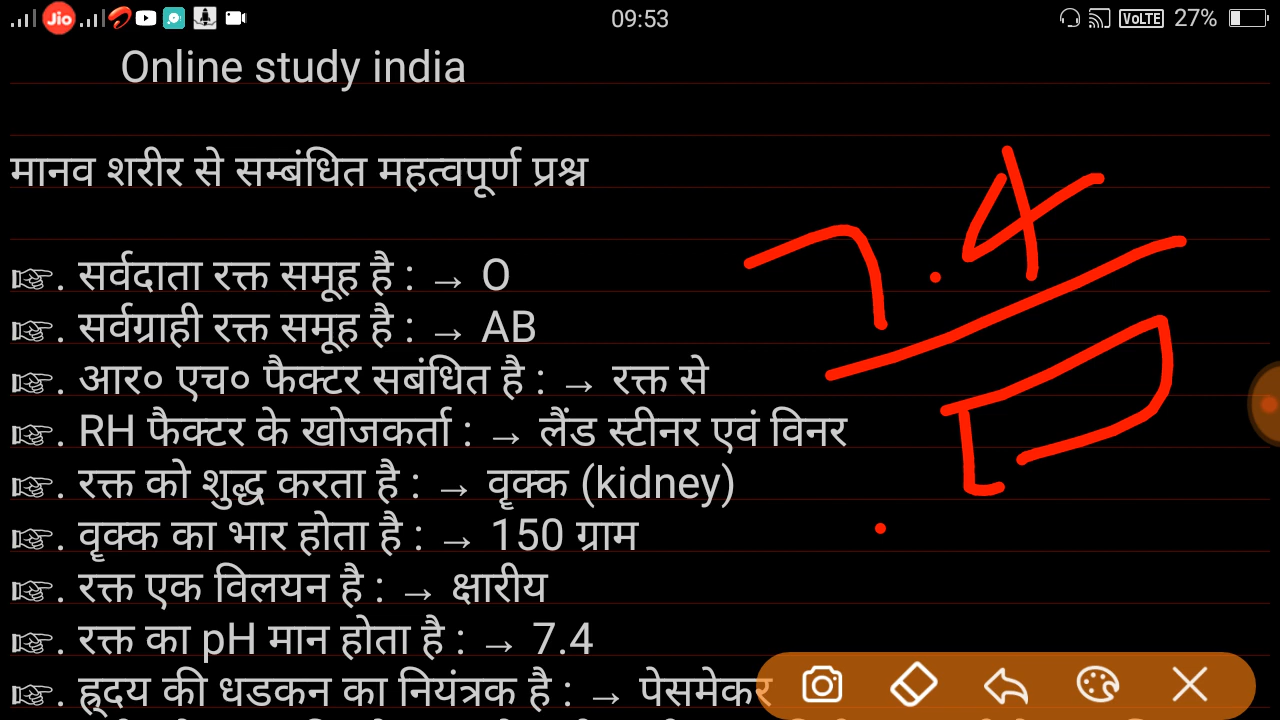 Jio 09:53 VoLTE 27%
Online study india
मानव शरीर से सम्बंधित महत्वपूर्ण प्रश्न
7.4
☞. सर्वदाता रक्त समूह है : → O
☞. सर्वग्राही रक्त समूह है : → AB
☞. आर० एच० फैक्टर सबंधित है : → रक्त से
☞. RH फैक्टर के खोजकर्ता : → लैंड स्टीनर एवं विनर
☞. रक्त को शुद्ध करता है : → वृक्क (kidney)
☞. वृक्क का भार होता है : → 150 ग्राम
☞. रक्त एक विलयन है : → क्षारीय
☞. रक्त का pH मान होता है : → 7.4
☞. ह्र्दय की धडकन का नियंत्रक है : → पेसमेकर